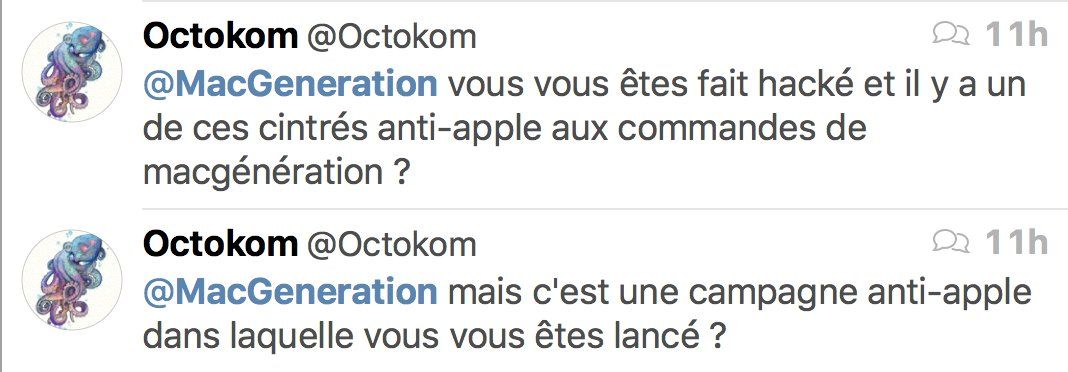 Octokom @Octokom 11h
@MacGeneration vous vous êtes fait hacké et il y a un
de ces cintrés anti-apple aux commandes de
macgénération ?
Octokom @Octokom 11h
@MacGeneration mais c'est une campagne anti-apple
dans laquelle vous vous êtes lancé ?